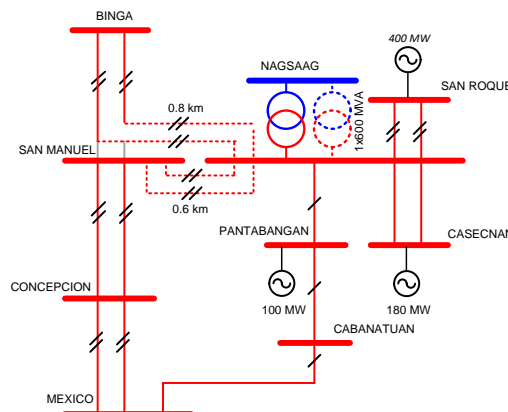 BINGA
400 MW
NAGSAAG
SAN ROQUE
1x600 MVA
0.8 km
SAN MANUEL
0.6 km
PANTABANGAN
CASECNAN
CONCEPCION
100 MW
180 MW
CABANATUAN
MEXICO